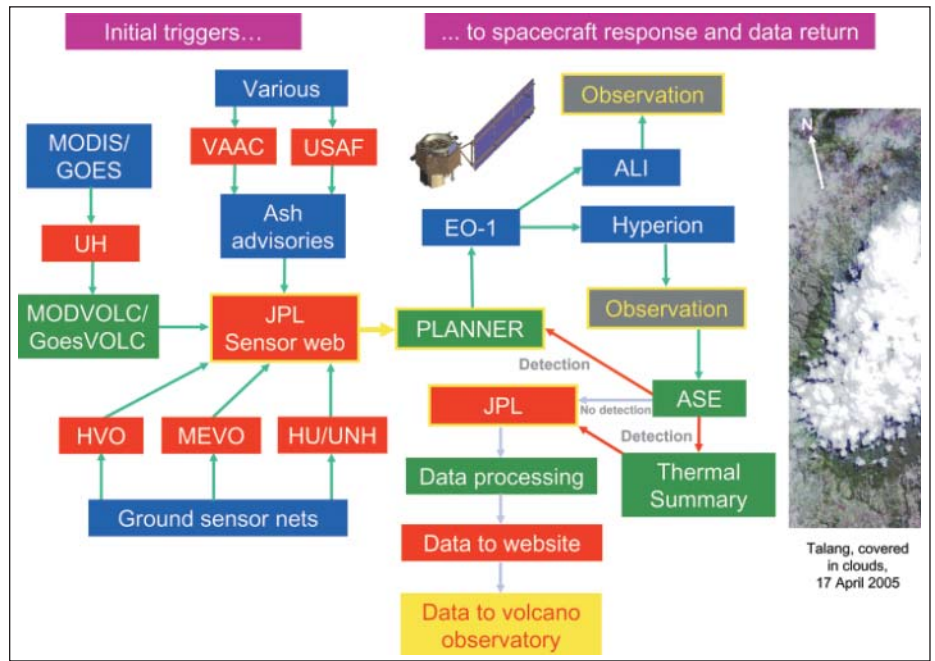 Initial triggers…
... to spacecraft response and data return
Various
VAAC
USAF
MODIS/
GOES
Ash
advisories
UH
MODVOLC/
GoesVOLC
JPL
Sensor web
HVO
MEVO
HU/UNH
Ground sensor nets
Observation
ALI
EO-1
Hyperion
Observation
PLANNER
Detection
ASE
No detection
JPL
Detection
Thermal
Summary
Data processing
Data to website
Data to volcano
observatory
N
Talang, covered
in clouds,
17 April 2005